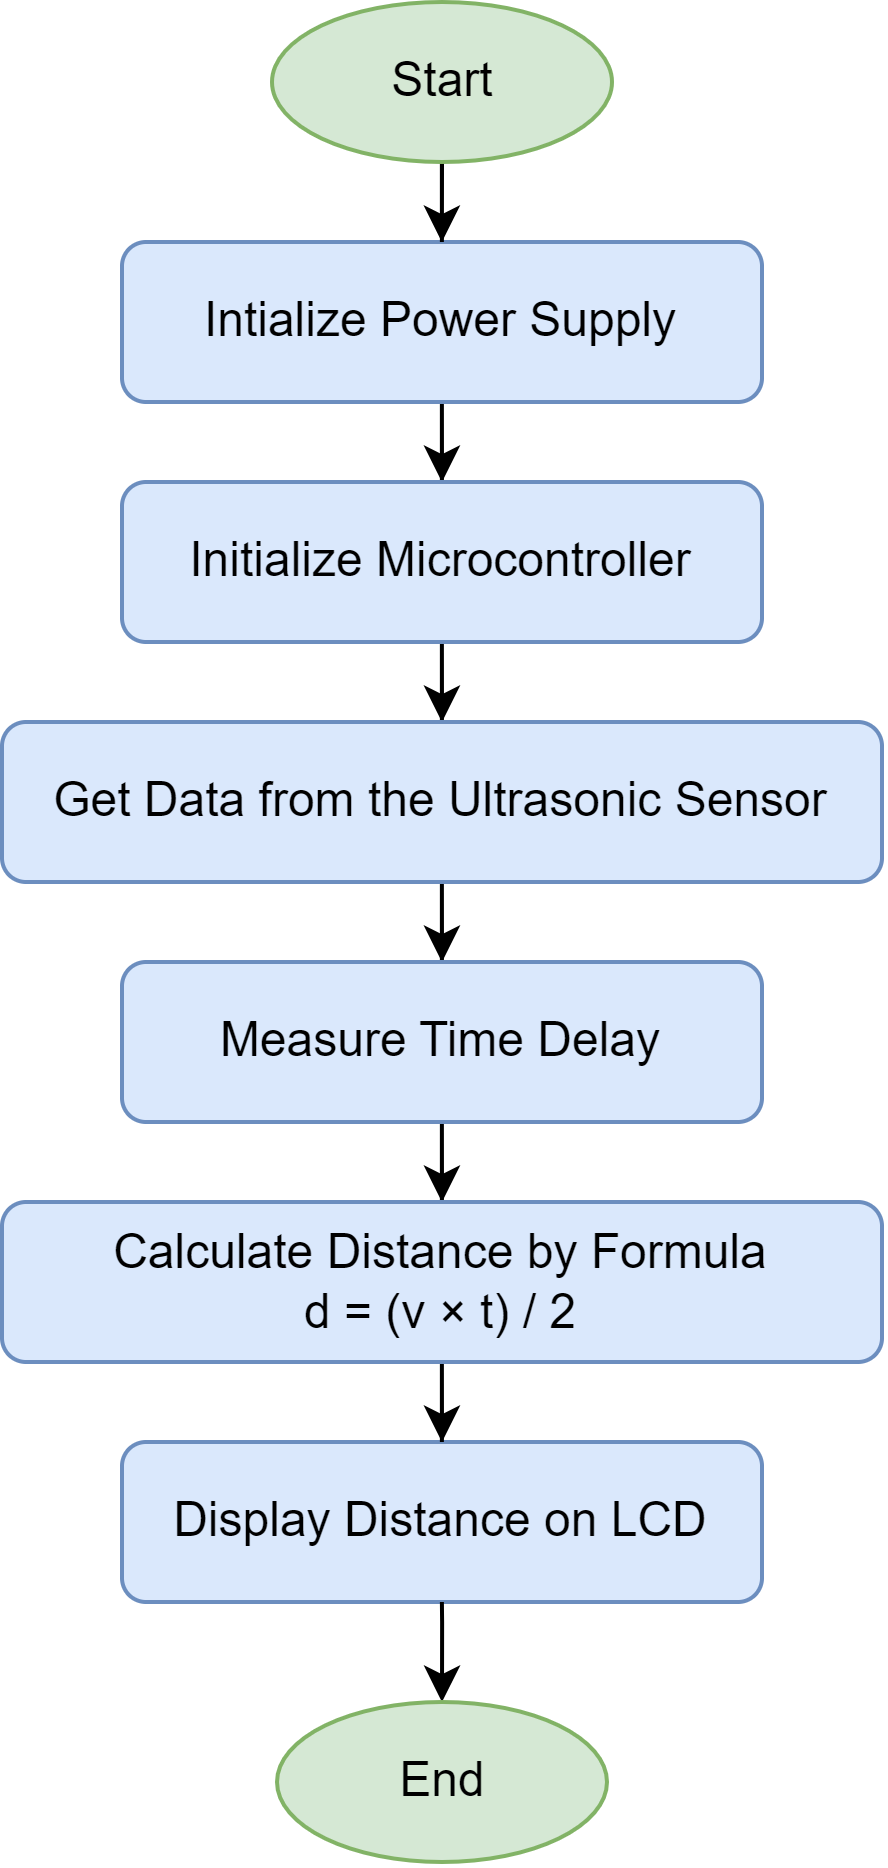 Start
Intialize Power Supply
Initialize Microcontroller
Get Data from the Ultrasonic Sensor
Measure Time Delay
Calculate Distance by Formula
d = (v × t) / 2
Display Distance on LCD
End